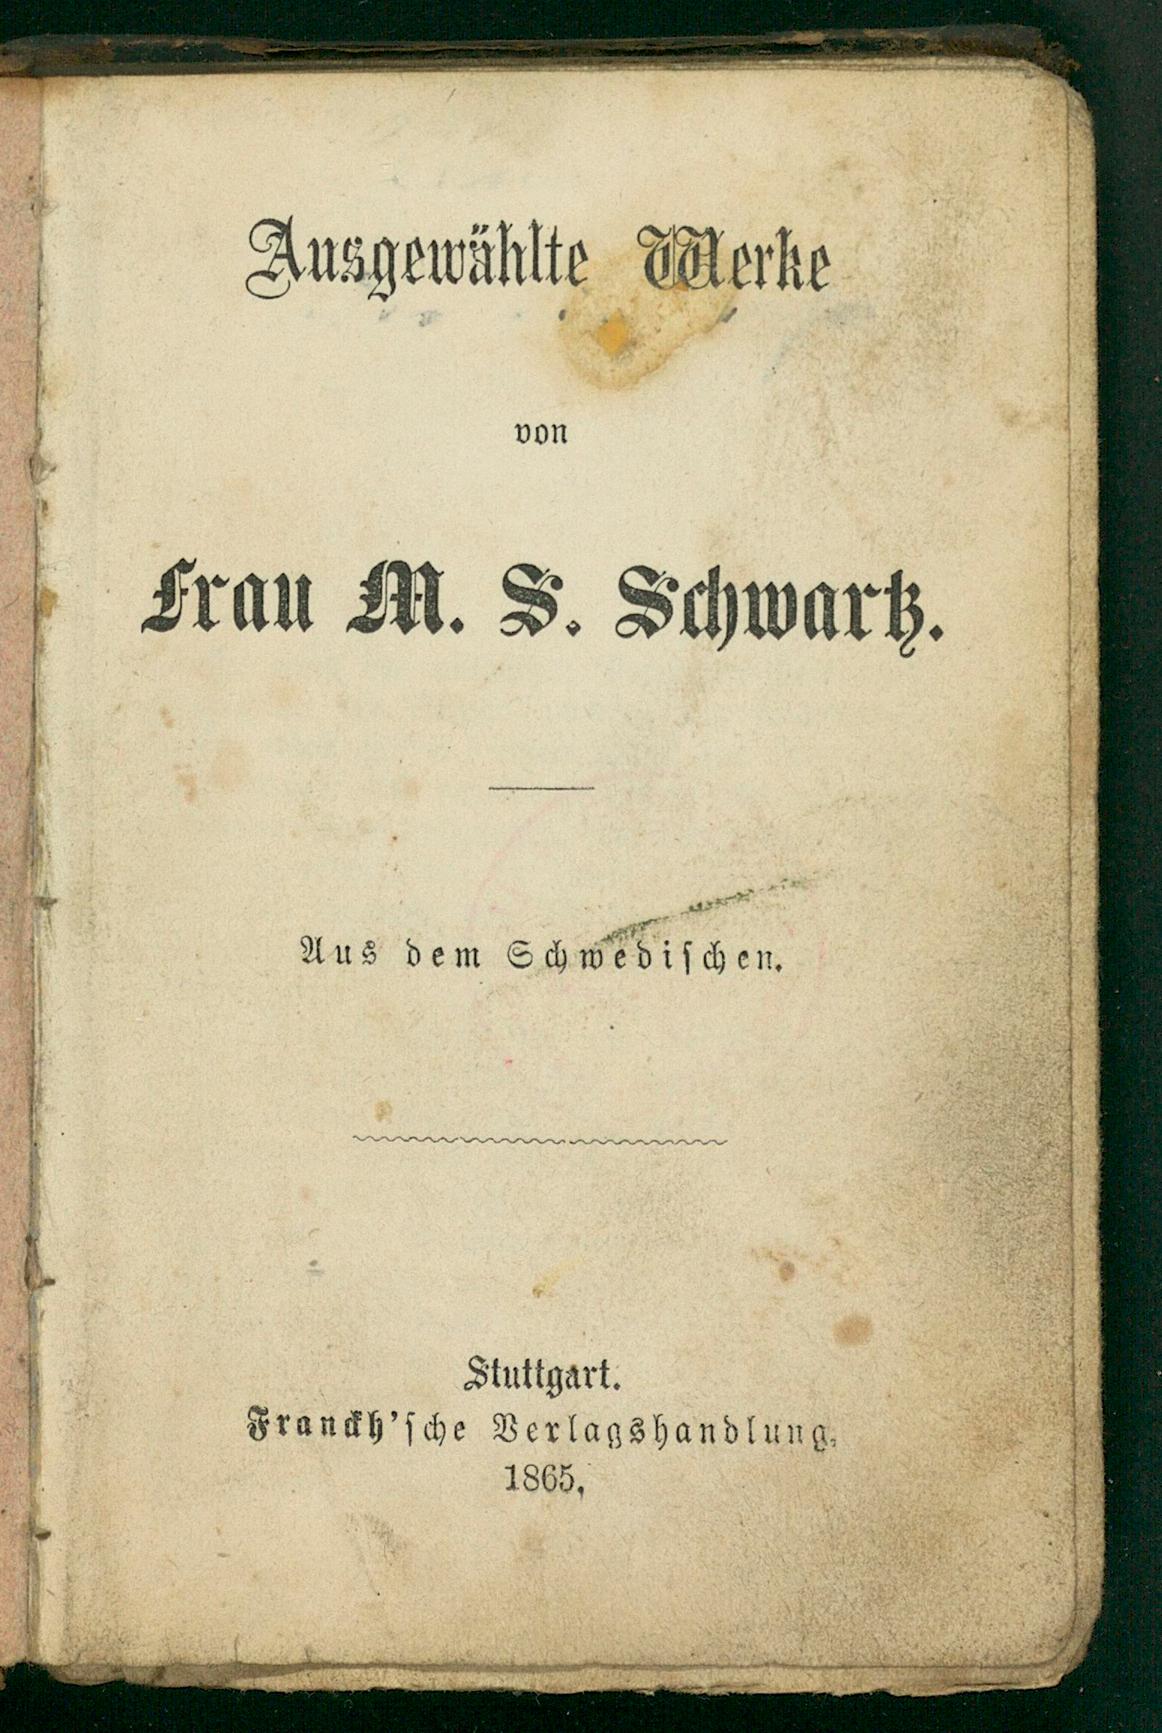 Ausgewählte Werke
von
Frau M. S. Schwartz.
Aus dem Schwedischen.
Stuttgart.
Franckh'sche Verlagshandlung.
1865.